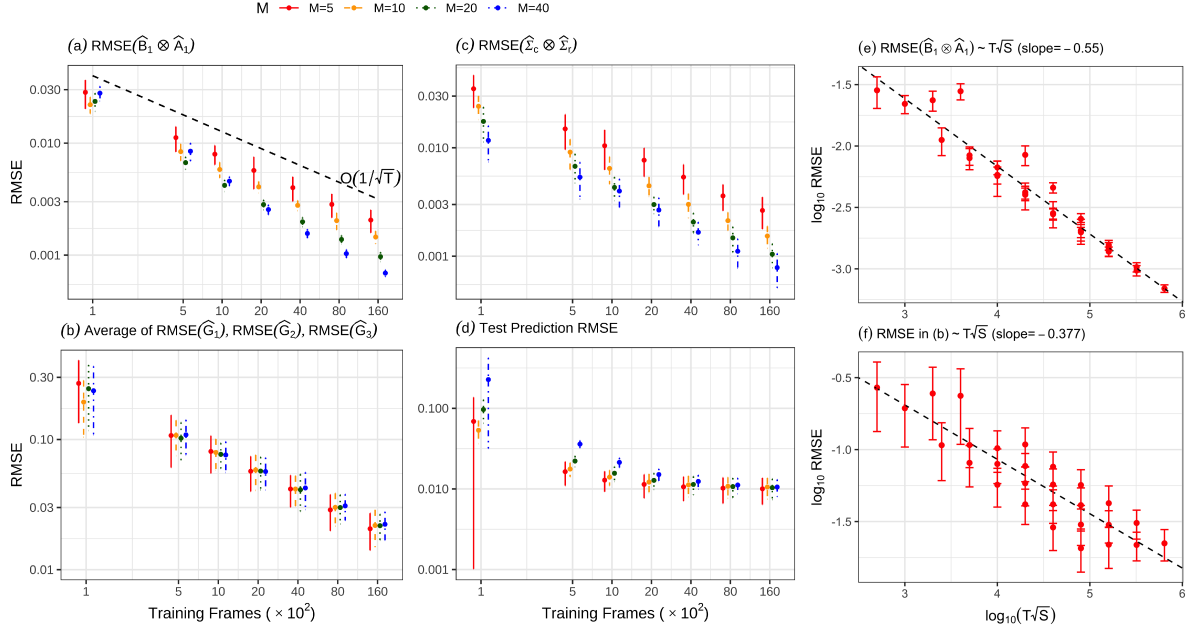 M M=5 M=10 M=20 M=40
(a) RMSE(B̂₁ ⊗ Â₁)
RMSE
0.030
0.010
0.003
0.001
O(1/√T)
1 5 10 20 40 80 160
(b) Average of RMSE(Ĝ₁), RMSE(Ĝ₂), RMSE(Ĝ₃)
RMSE
0.30
0.10
0.03
0.01
1 5 10 20 40 80 160
Training Frames (×10²)
(c) RMSE(Σ̂c ⊗ Σ̂r)
0.030
0.010
0.003
0.001
1 5 10 20 40 80 160
(d) Test Prediction RMSE
0.100
0.010
0.001
1 5 10 20 40 80 160
Training Frames (×10²)
(e) RMSE(B̂₁ ⊗ Â₁) ~ T√S (slope= −0.55)
log₁₀ RMSE
-1.5
-2.0
-2.5
-3.0
3 4 5 6
(f) RMSE in (b) ~ T√S (slope= −0.377)
log₁₀ RMSE
-0.5
-1.0
-1.5
3 4 5 6
log₁₀(T√S)